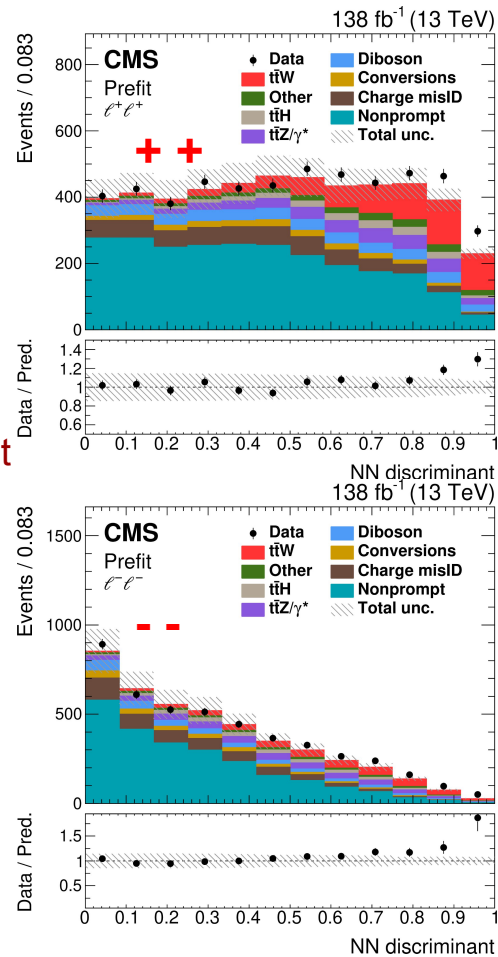 138 fb⁻¹ (13 TeV)
Events / 0.083
800
600
400
200
0
CMS
Prefit
ℓ⁺ℓ⁺
+ +
Data
tt̄W
Other
tt̄H
tt̄Z/γ*
Diboson
Conversions
Charge misID
Nonprompt
Total unc.
Data / Pred.
1.4
1.2
1.0
0.8
0.6
0 0.1 0.2 0.3 0.4 0.5 0.6 0.7 0.8 0.9 1
NN discriminant
t
138 fb⁻¹ (13 TeV)
Events / 0.083
1500
1000
500
0
CMS
Prefit
ℓ⁻ℓ⁻
- -
Data
tt̄W
Other
tt̄H
tt̄Z/γ*
Diboson
Conversions
Charge misID
Nonprompt
Total unc.
Data / Pred.
1.5
1
0.5
0 0.1 0.2 0.3 0.4 0.5 0.6 0.7 0.8 0.9 1
NN discriminant